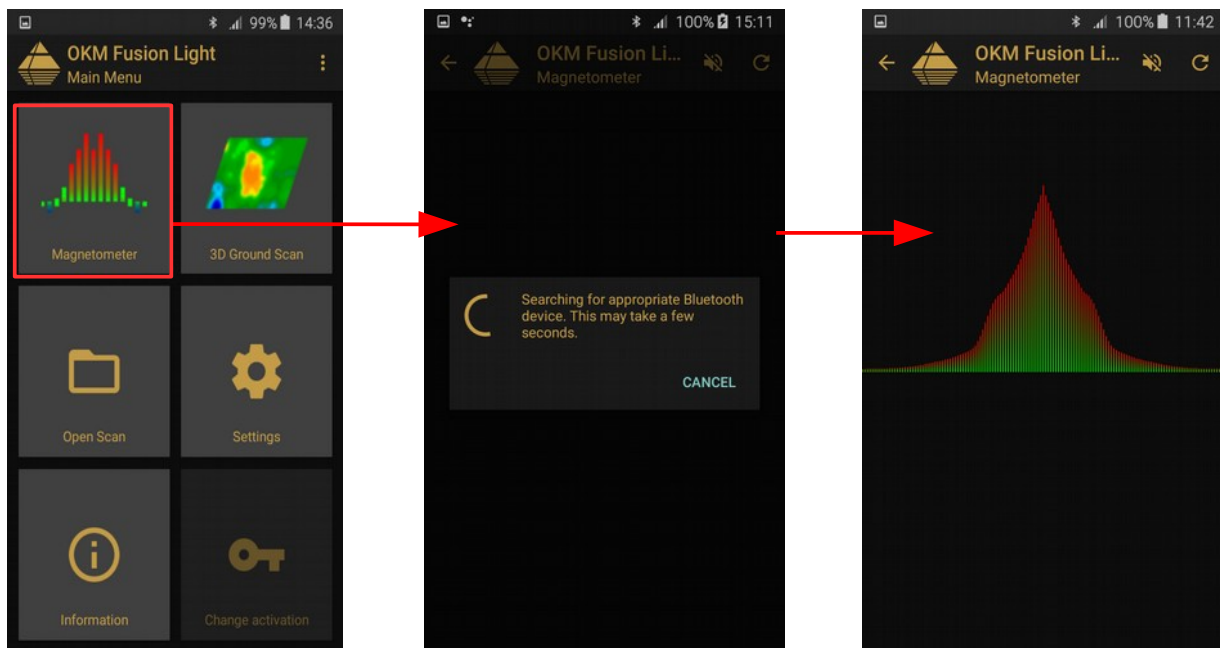 99% 14:36
OKM Fusion Light
Main Menu
Magnetometer
3D Ground Scan
Open Scan
Settings
Information
Change activation
100% 15:11
OKM Fusion Li...
Magnetometer
Searching for appropriate Bluetooth
device. This may take a few
seconds.
CANCEL
100% 11:42
OKM Fusion Li...
Magnetometer